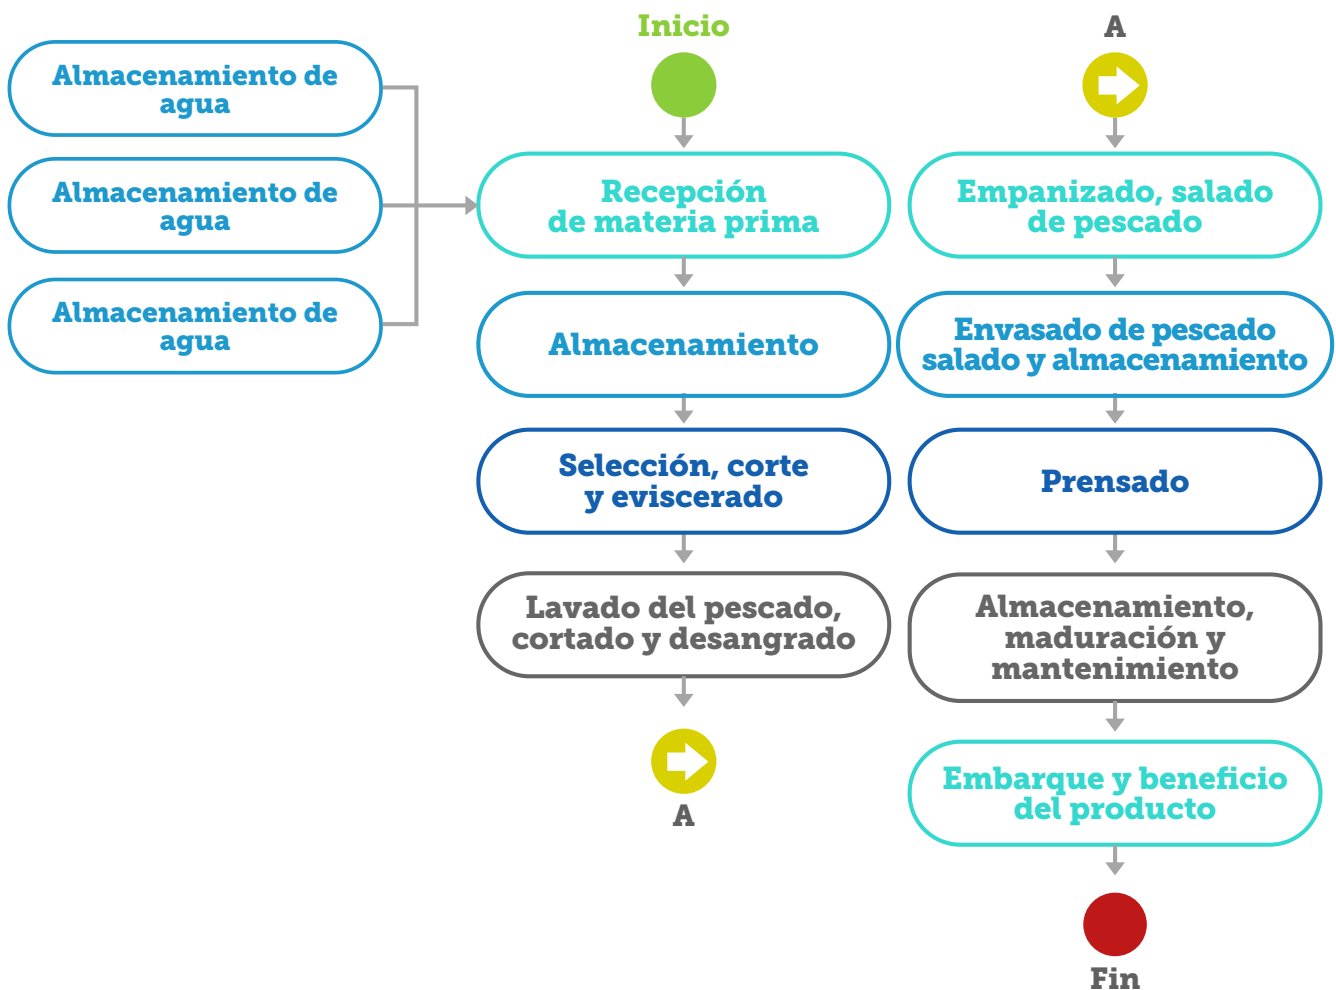 Almacenamiento de
agua
Almacenamiento de
agua
Almacenamiento de
agua
Inicio
Recepción
de materia prima
Almacenamiento
Selección, corte
y eviscerado
Lavado del pescado,
cortado y desangrado
A
A
Empanizado, salado
de pescado
Envasado de pescado
salado y almacenamiento
Prensado
Almacenamiento,
maduración y
mantenimiento
Embarque y beneficio
del producto
Fin